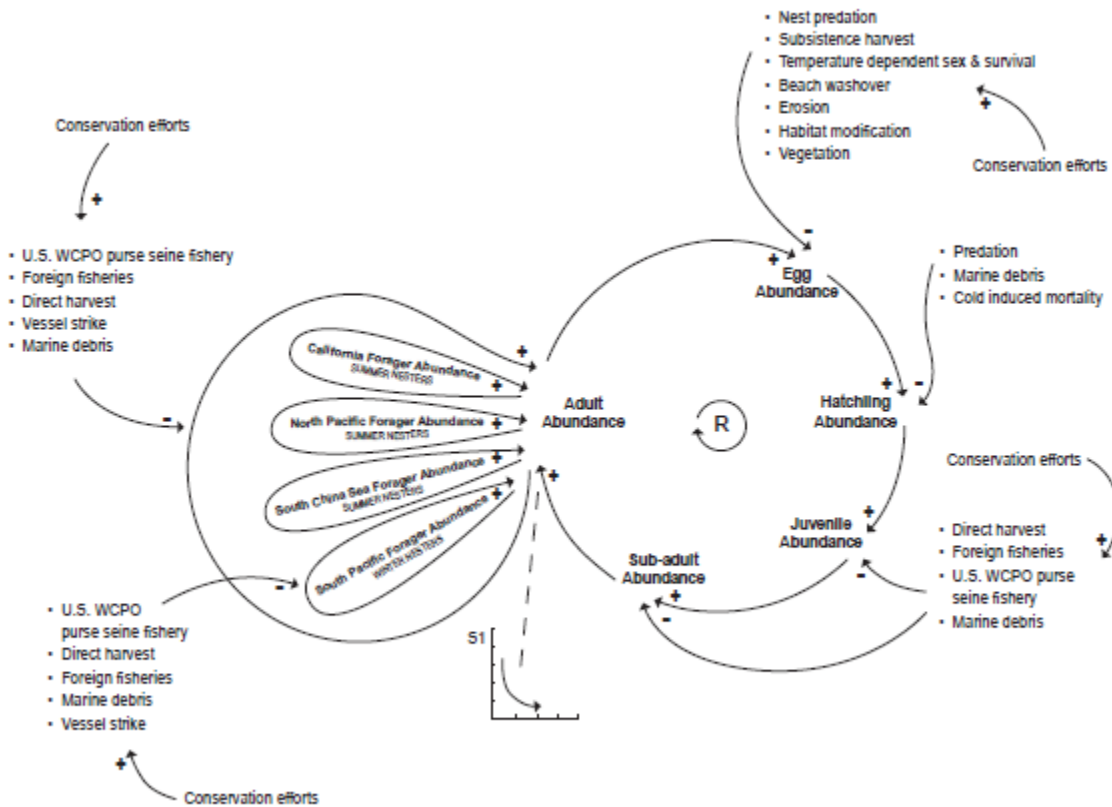 • Nest predation
• Subsistence harvest
• Temperature dependent sex & survival
• Beach washover
• Erosion
• Habitat modification
• Vegetation
+
Conservation efforts
Conservation efforts
+
• U.S. WCPO purse seine fishery
• Foreign fisheries
• Direct harvest
• Vessel strike
• Marine debris
-
-
+
Egg
Abundance
• Predation
• Marine debris
• Cold induced mortality
+
California Forager Abundance
SUMMER NESTERS
+
North Pacific Forager Abundance
SUMMER NESTERS
+
South China Sea Forager Abundance
SUMMER NESTERS
+
South Pacific Forager Abundance
WINTER NESTERS
+
-
Adult
Abundance
+
R
+
-
Hatchling
Abundance
Conservation efforts
+
• Direct harvest
• Foreign fisheries
• U.S. WCPO purse
seine fishery
• Marine debris
+
Juvenile
Abundance
-
Sub-adult
Abundance
+
-
• U.S. WCPO
purse seine fishery
• Direct harvest
• Foreign fisheries
• Marine debris
• Vessel strike
+
Conservation efforts
51